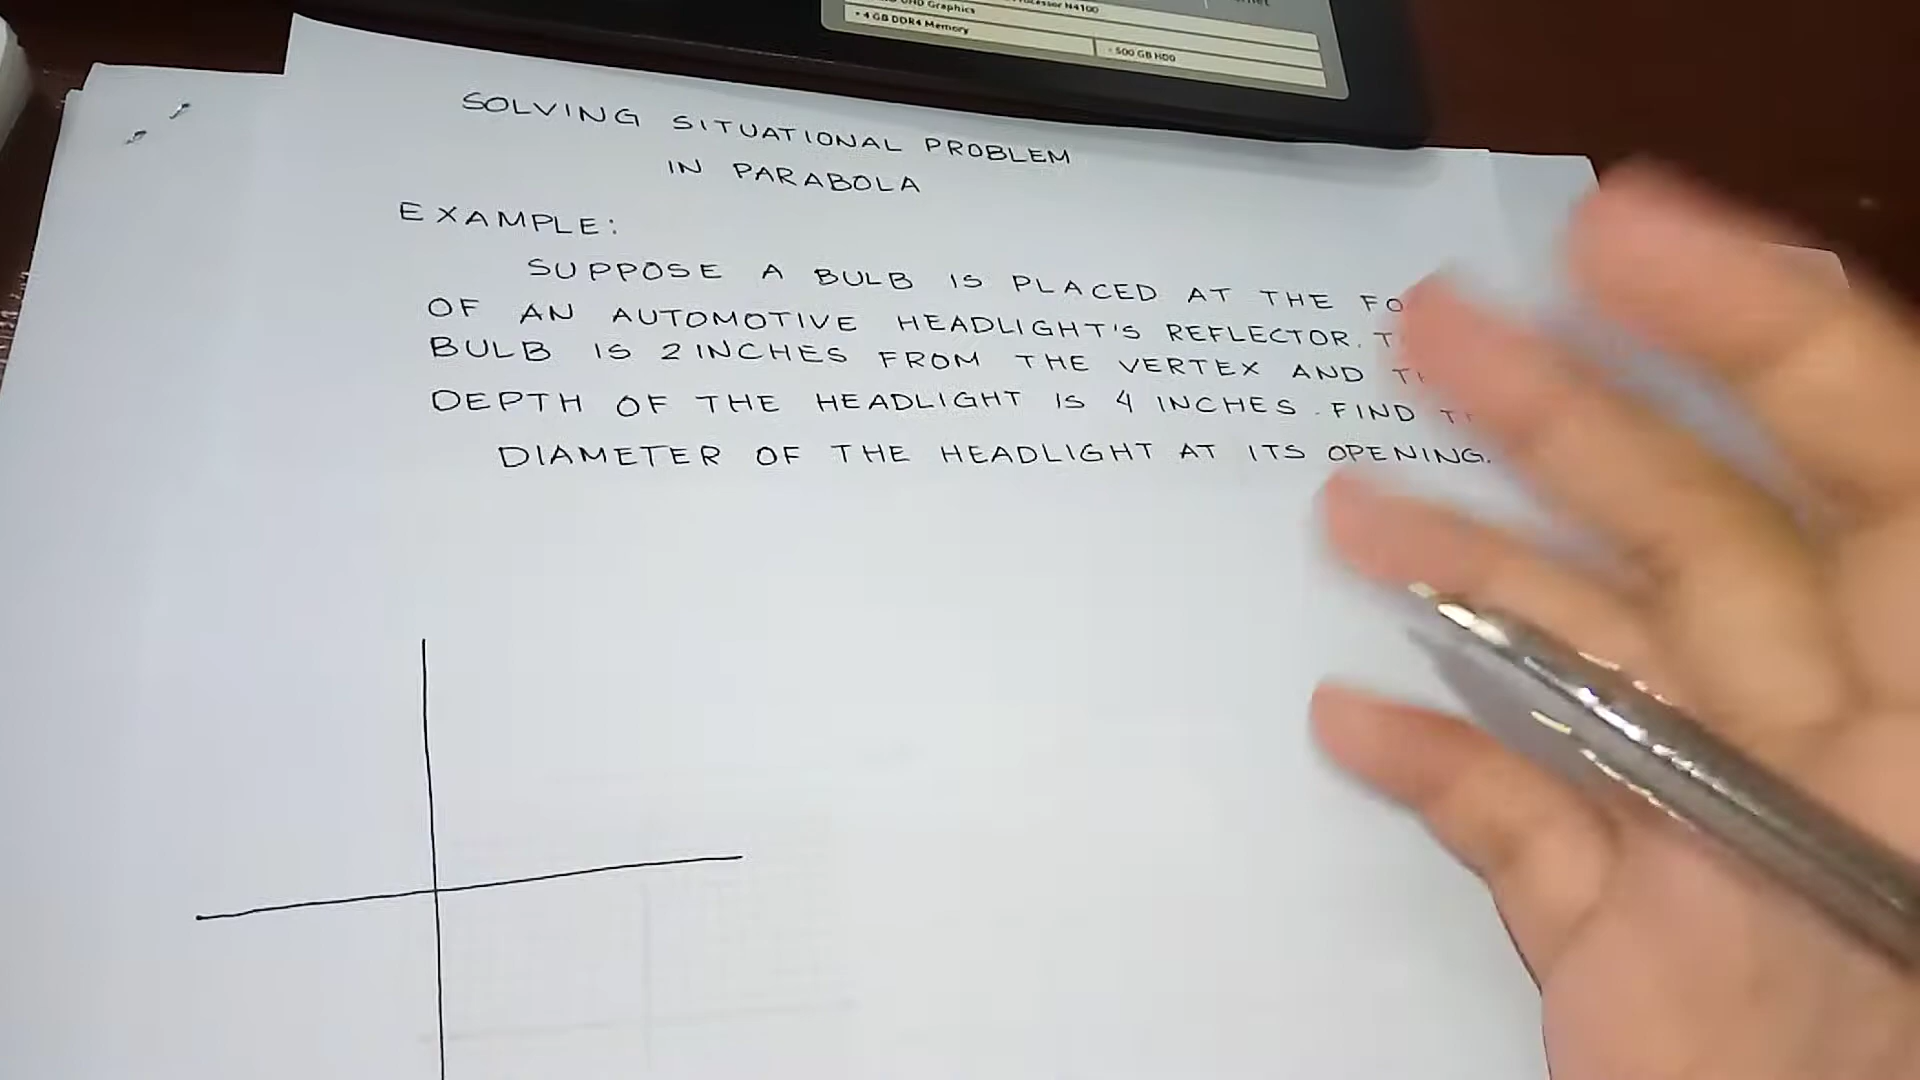 Graphics
N4100
• 4 GB DDR4 Memory
• 500 GB HDD
SOLVING SITUATIONAL PROBLEM
IN PARABOLA
EXAMPLE:
SUPPOSE A BULB IS PLACED AT THE
OF AN AUTOMOTIVE HEADLIGHT'S REFLECTOR.
BULB IS 2 INCHES FROM THE VERTEX AND
DEPTH OF THE HEADLIGHT IS 4 INCHES. FIND
DIAMETER OF THE HEADLIGHT AT ITS OPENING.